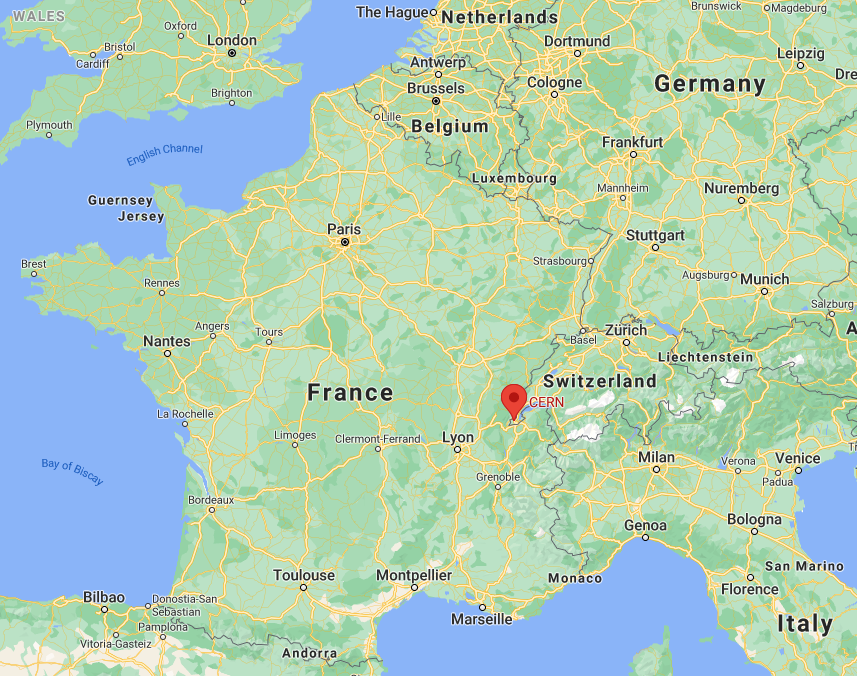 WALES
Oxford
The Hague
Netherlands
Brunswick
Magdeburg
London
Bristol
Cardiff
Dortmund
Leipzig
Antwerp
Cologne
Germany
Dre
Brussels
Brighton
Lille
Belgium
Plymouth
English Channel
Frankfurt
Luxembourg
Mannheim
Nuremberg
Guernsey
Jersey
Paris
Stuttgart
Strasbourg
Brest
Augsburg
Munich
Rennes
Salzburg
Angers
Tours
Zürich
A
Nantes
Basel
Liechtenstein
Switzerland
France
CERN
La Rochelle
Limoges
Clermont-Ferrand
Lyon
Milan
Verona
Venice
Tr
Bay of Biscay
Grenoble
Padua
Bordeaux
Genoa
Bologna
San Marino
Toulouse
Montpellier
Monaco
Florence
Bilbao
Donostia-San
Sebastian
Marseille
Pamplona
Vitoria-Gasteiz
Italy
Andorra